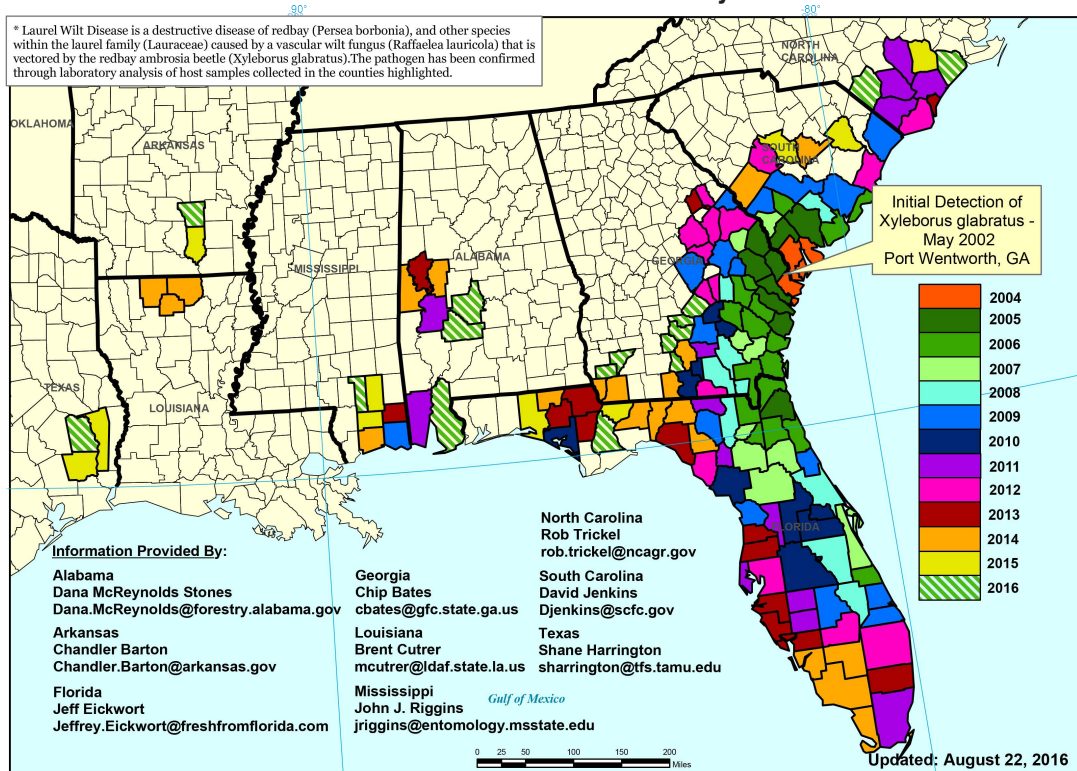 -90°
-80°
* Laurel Wilt Disease is a destructive disease of redbay (Persea borbonia), and other species
within the laurel family (Lauraceae) caused by a vascular wilt fungus (Raffaelea lauricola) that is
vectored by the redbay ambrosia beetle (Xyleborus glabratus).The pathogen has been confirmed
through laboratory analysis of host samples collected in the counties highlighted.
NORTH
CAROLINA
OKLAHOMA
ARKANSAS
SOUTH
CAROLINA
Initial Detection of
Xyleborus glabratus -
May 2002
Port Wentworth, GA
MISSISSIPPI
ALABAMA
GEORGIA
TEXAS
LOUISIANA
FLORIDA
2004
2005
2006
2007
2008
2009
2010
2011
2012
2013
2014
2015
2016
Information Provided By:
Alabama
Dana McReynolds Stones
Dana.McReynolds@forestry.alabama.gov
Arkansas
Chandler Barton
Chandler.Barton@arkansas.gov
Florida
Jeff Eickwort
Jeffrey.Eickwort@freshfromflorida.com
Georgia
Chip Bates
cbates@gfc.state.ga.us
Louisiana
Brent Cutrer
mcutrer@ldaf.state.la.us
Mississippi
John J. Riggins
jriggins@entomology.msstate.edu
North Carolina
Rob Trickel
rob.trickel@ncagr.gov
South Carolina
David Jenkins
Djenkins@scfc.gov
Texas
Shane Harrington
sharrington@tfs.tamu.edu
Gulf of Mexico
0 25 50 100 150 200
Miles
Updated: August 22, 2016